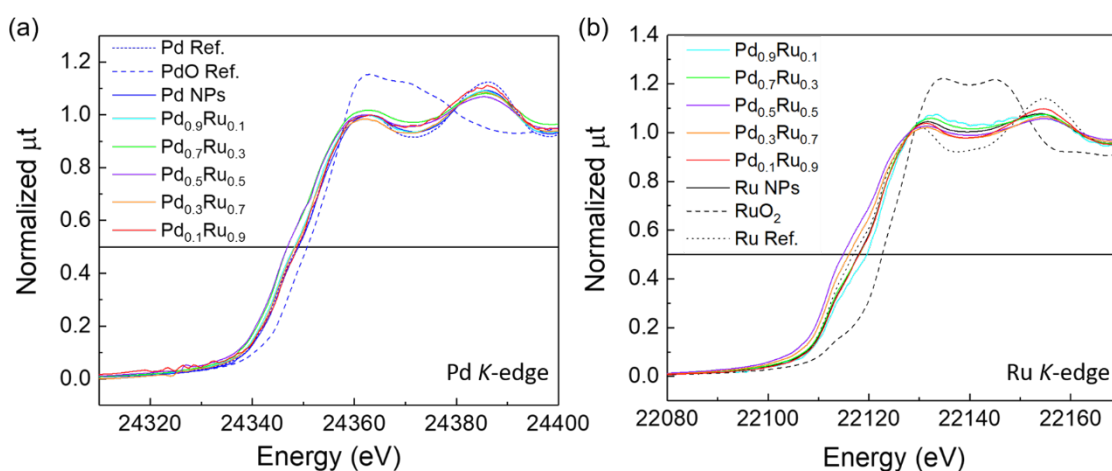 (a)
Normalized μt
1.2
1.0
0.8
0.6
0.4
0.2
0.0
Pd Ref.
PdO Ref.
Pd NPs
Pd0.9Ru0.1
Pd0.7Ru0.3
Pd0.5Ru0.5
Pd0.3Ru0.7
Pd0.1Ru0.9
Pd K-edge
24320 24340 24360 24380 24400
Energy (eV)
(b)
Normalized μt
1.4
1.2
1.0
0.8
0.6
0.4
0.2
0.0
Pd0.9Ru0.1
Pd0.7Ru0.3
Pd0.5Ru0.5
Pd0.3Ru0.7
Pd0.1Ru0.9
Ru NPs
RuO2
Ru Ref.
Ru K-edge
22080 22100 22120 22140 22160
Energy (eV)